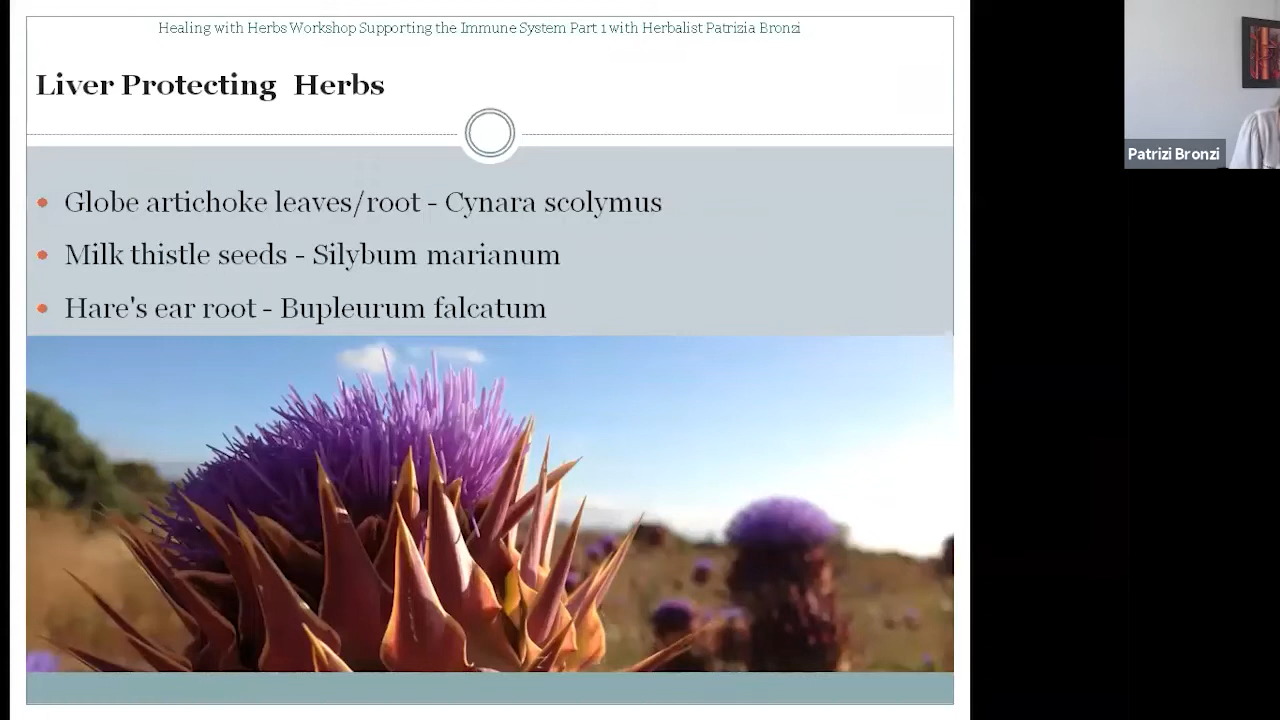 Healing with Herbs Workshop Supporting the Immune System Part 1 with Herbalist Patrizia Bronzi
Liver Protecting Herbs
Patrizi Bronzi
• Globe artichoke leaves/root - Cynara scolymus
• Milk thistle seeds - Silybum marianum
• Hare's ear root - Bupleurum falcatum